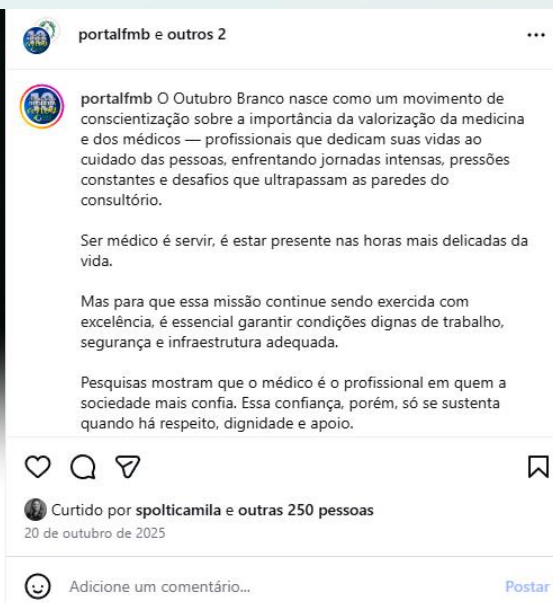 portalfmb e outros 2
portalfmb O Outubro Branco nasce como um movimento de
conscientização sobre a importância da valorização da medicina
e dos médicos — profissionais que dedicam suas vidas ao
cuidado das pessoas, enfrentando jornadas intensas, pressões
constantes e desafios que ultrapassam as paredes do
consultório.
Ser médico é servir, é estar presente nas horas mais delicadas da
vida.
Mas para que essa missão continue sendo exercida com
excelência, é essencial garantir condições dignas de trabalho,
segurança e infraestrutura adequada.
Pesquisas mostram que o médico é o profissional em quem a
sociedade mais confia. Essa confiança, porém, só se sustenta
quando há respeito, dignidade e apoio.
Curtido por spolticamila e outras 250 pessoas
20 de outubro de 2025
Adicione um comentário...
Postar